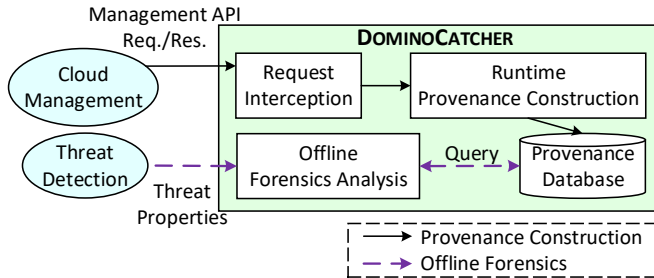 Management API
Req./Res.
DOMINOCATCHER
Cloud
Management
Request
Interception
Runtime
Provenance Construction
Threat
Detection
Threat
Properties
Offline
Forensics Analysis
Query
Provenance
Database
Provenance Construction
Offline Forensics